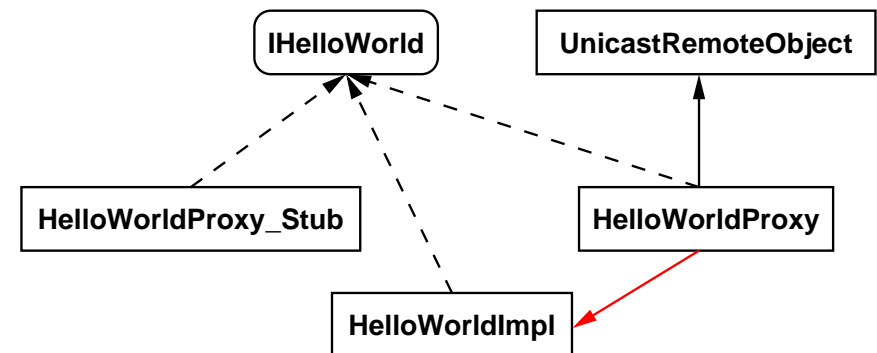 IHelloWorld
UnicastRemoteObject
HelloWorldProxy_Stub
HelloWorldProxy
HelloWorldImpl